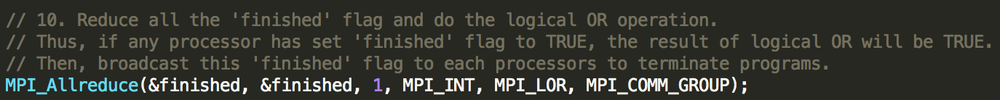 // 10. Reduce all the 'finished' flag and do the logical OR operation.
// Thus, if any processor has set 'finished' flag to TRUE, the result of logical OR will be TRUE.
// Then, broadcast this 'finished' flag to each processors to terminate programs.
MPI_Allreduce(&finished, &finished, 1, MPI_INT, MPI_LOR, MPI_COMM_GROUP);